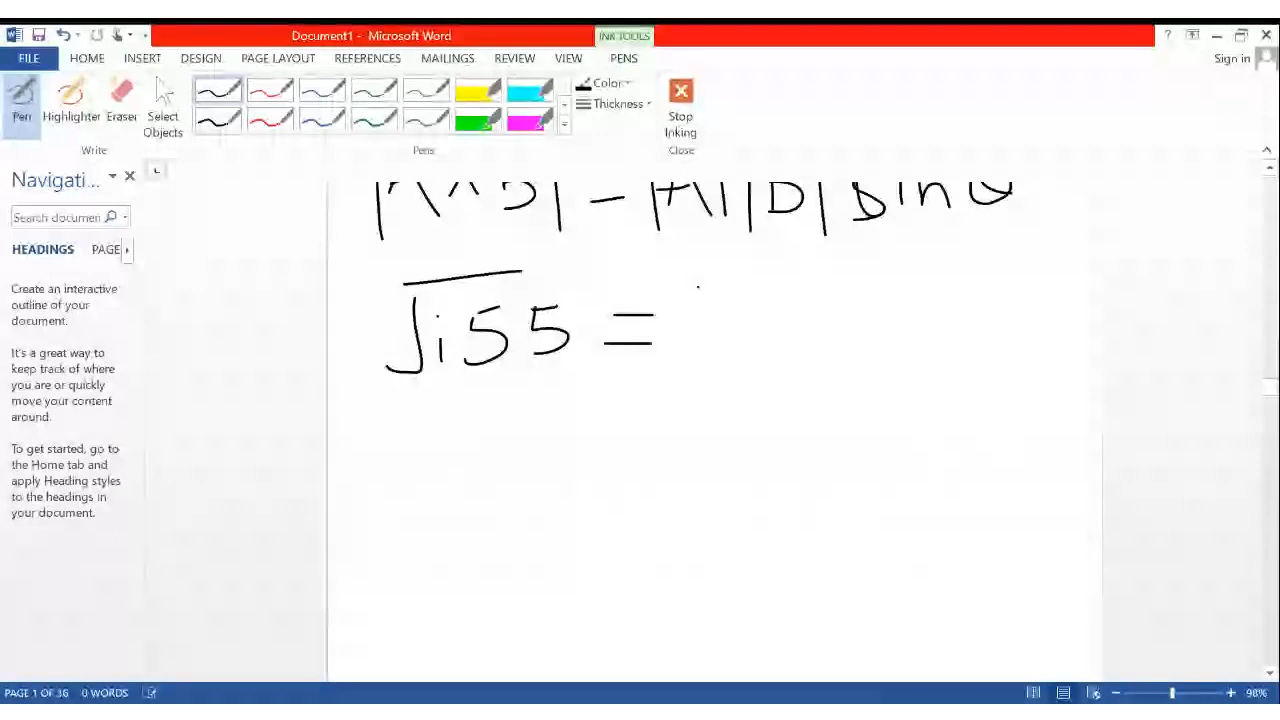 Document1 - Microsoft Word
INK TOOLS
?
FILE HOME INSERT DESIGN PAGE LAYOUT REFERENCES MAILINGS REVIEW VIEW PENS
Sign in
Pen Highlighter Eraser Select Objects
Color
Thickness
Stop Inking
Write Pens Close
Navigati...
Search documen
HEADINGS PAGE
Create an interactive
outline of your
document.
It's a great way to
keep track of where
you are or quickly
move your content
around.
To get started, go to
the Home tab and
apply Heading styles
to the headings in
your document.
|A×B| = |A||B| sin θ
√155 =
PAGE 1 OF 36 0 WORDS
98%